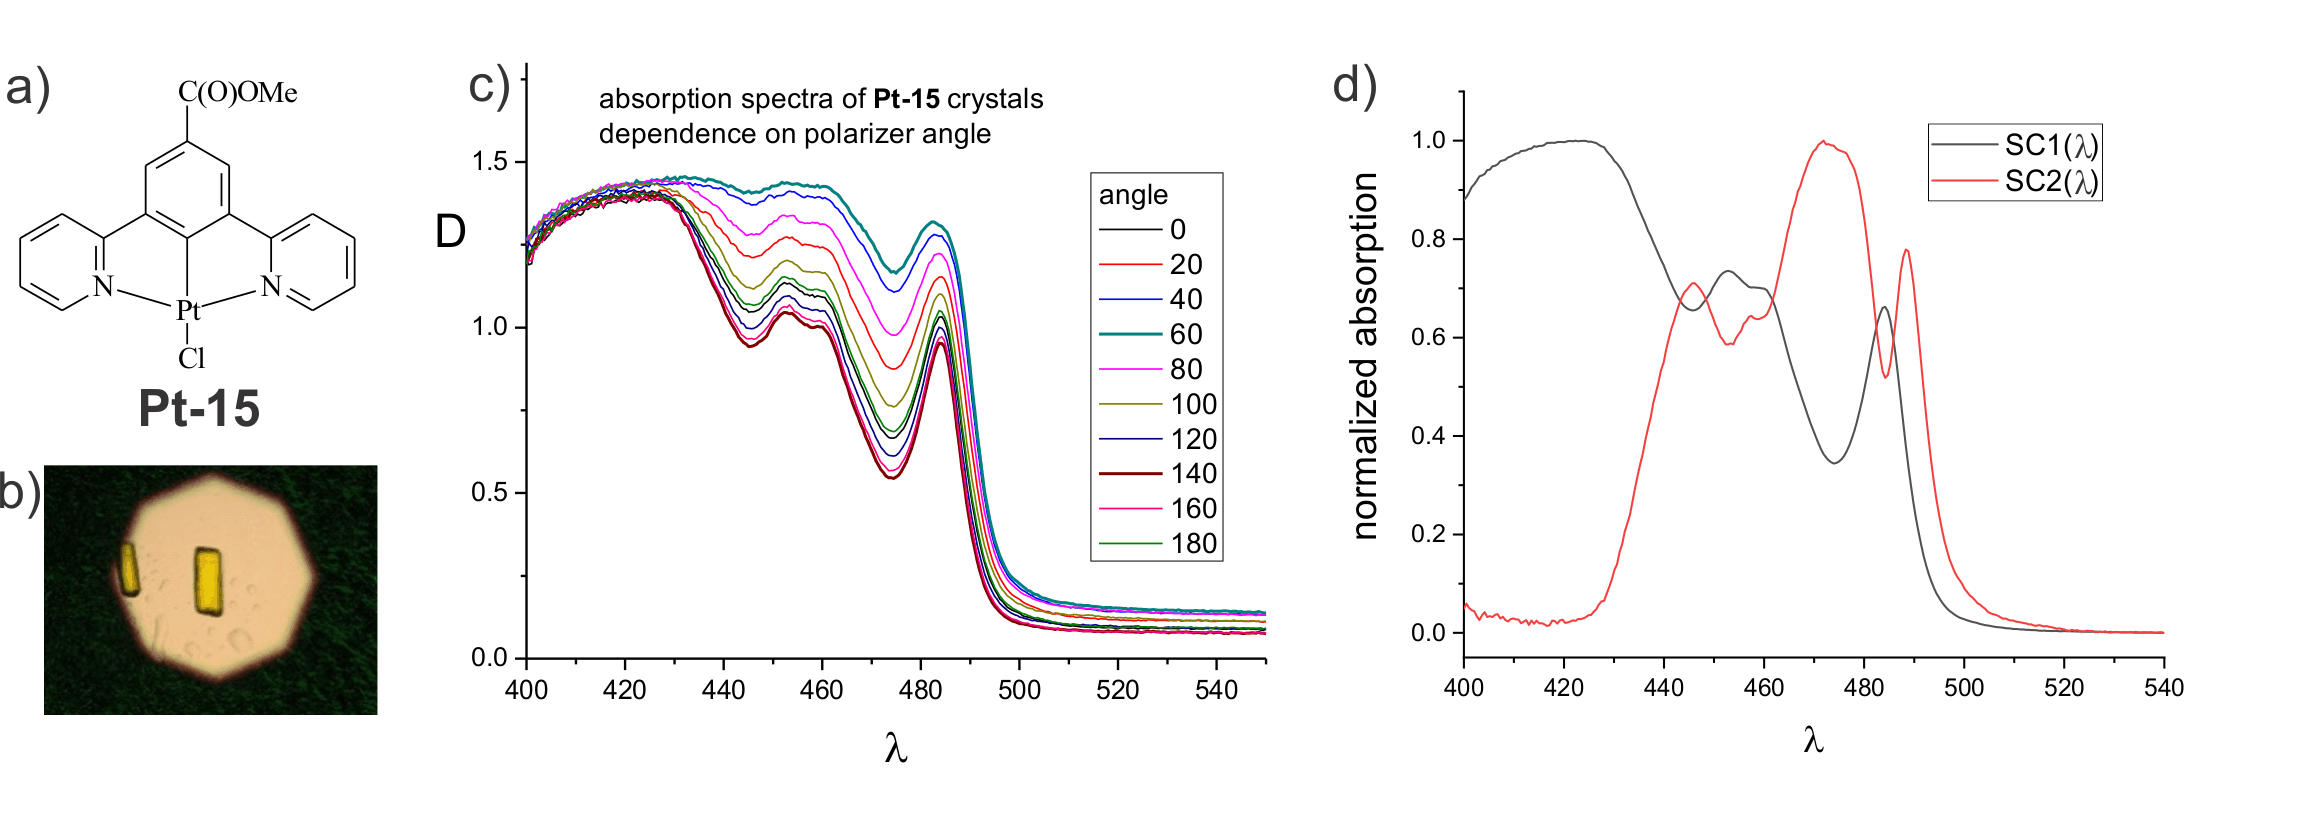 a)
C(O)OMe
N
N
Pt
Cl
Pt-15
b)
c)
absorption spectra of Pt-15 crystals
dependence on polarizer angle
D
1.5
1.0
0.5
0.0
400
420
440
460
480
500
520
540
λ
angle
0
20
40
60
80
100
120
140
160
180
d)
normalized absorption
1.0
0.8
0.6
0.4
0.2
0.0
400
420
440
460
480
500
520
540
λ
SC1(λ)
SC2(λ)